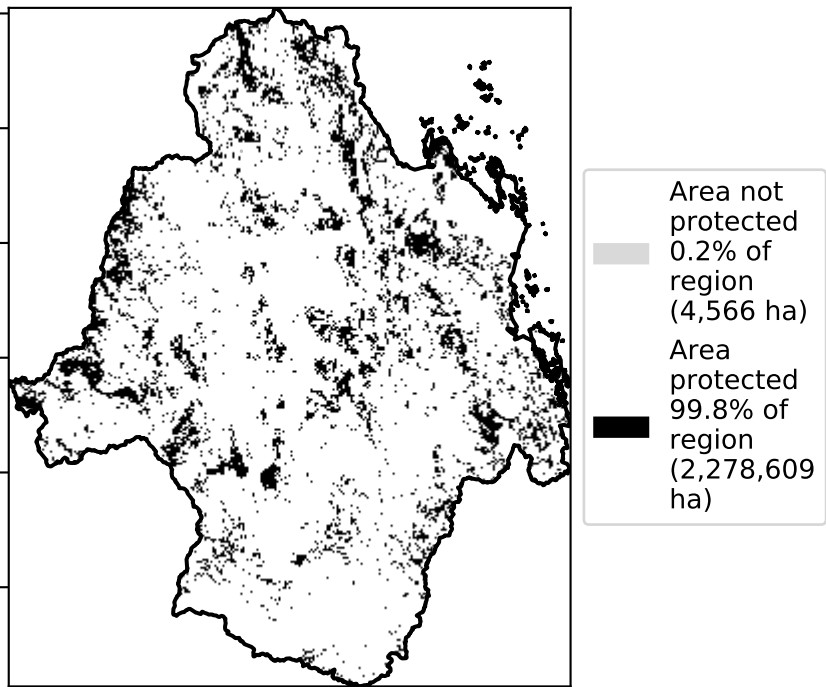 Area not
protected
0.2% of
region
(4,566 ha)
Area
protected
99.8% of
region
(2,278,609
ha)